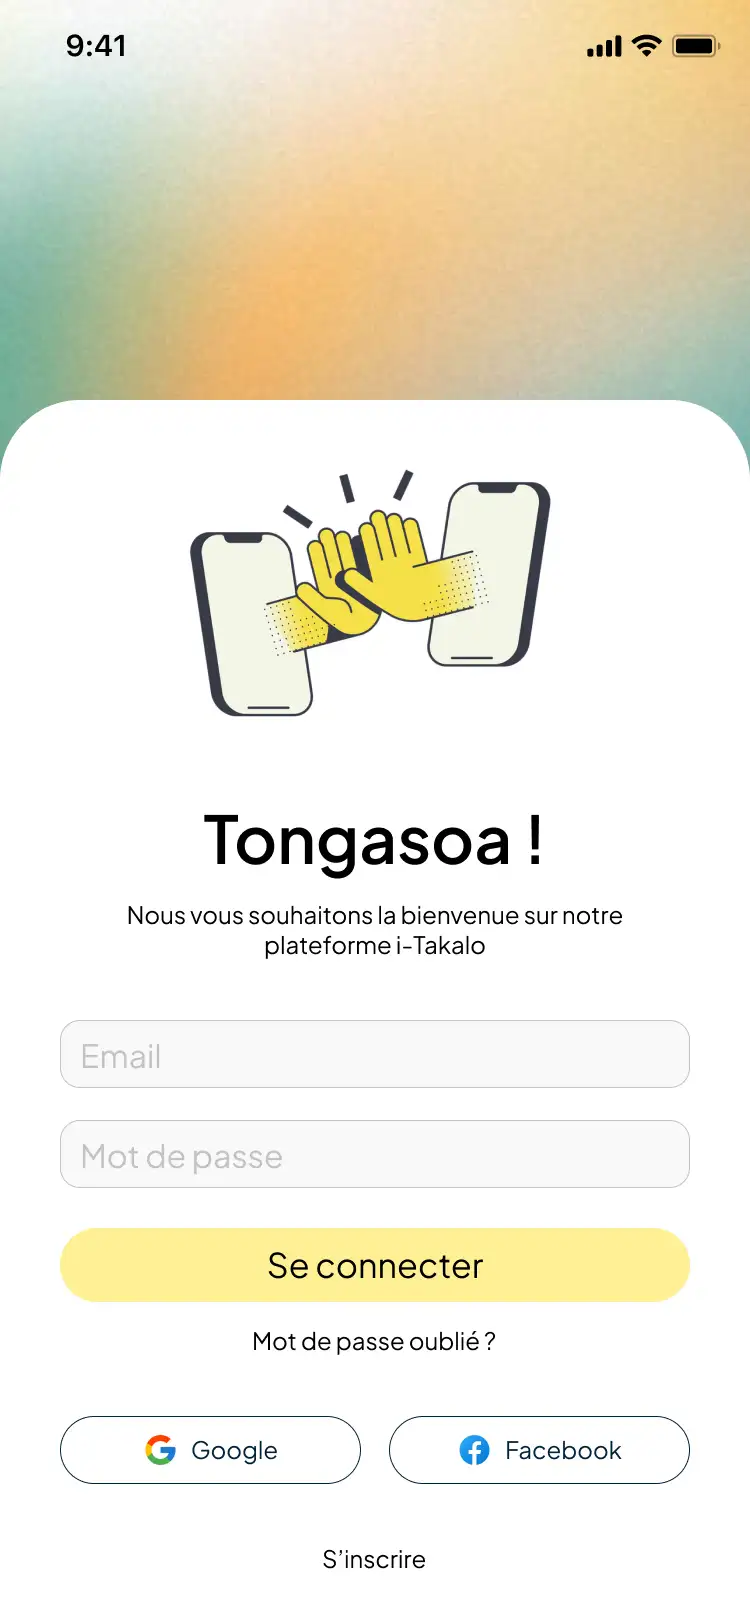 9:41
Tongasoa !
Nous vous souhaitons la bienvenue sur notre
plateforme i-Takalo
Email
Mot de passe
Se connecter
Mot de passe oublié ?
Google
Facebook
S’inscrire